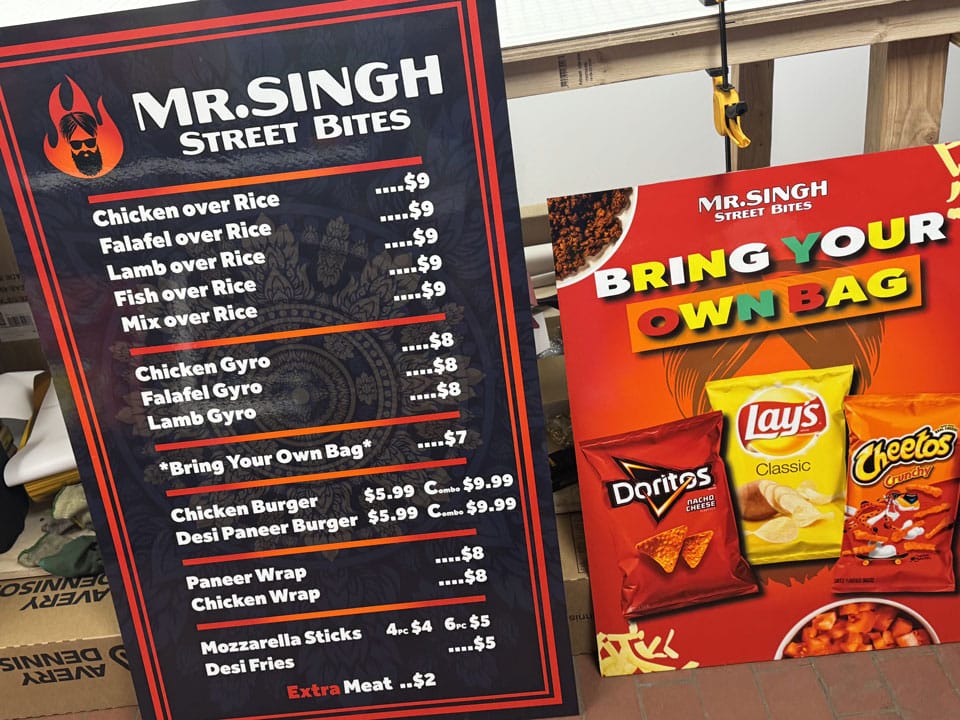 MR.SINGH
STREET BITES
Chicken over Rice ....$9
Falafel over Rice ....$9
Lamb over Rice ....$9
Fish over Rice ....$9
Mix over Rice ....$9
Chicken Gyro ....$8
Falafel Gyro ....$8
Lamb Gyro ....$8
*Bring Your Own Bag* ....$7
Chicken Burger $5.99 Combo $9.99
Desi Paneer Burger $5.99 Combo $9.99
Paneer Wrap ....$8
Chicken Wrap ....$8
Mozzarella Sticks 4PC $4 6PC $5
Desi Fries ....$5
Extra Meat ..$2
MR.SINGH
STREET BITES
BRING YOUR
OWN BAG
Doritos
NACHO
CHEESE
Lay's
Classic
Cheetos
Crunchy
AVERY
DENNISO
AVERY
DENNIS